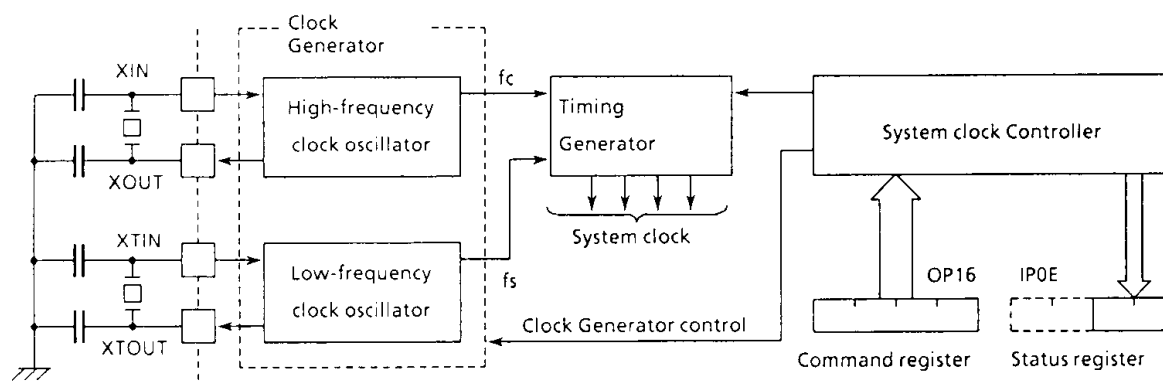 Clock
Generator
XIN
High-frequency
clock oscillator
XOUT
fc
Timing
Generator
System clock
System clock Controller
XTIN
Low-frequency
clock oscillator
XTOUT
fs
Clock Generator control
OP16
Command register
IP0E
Status register